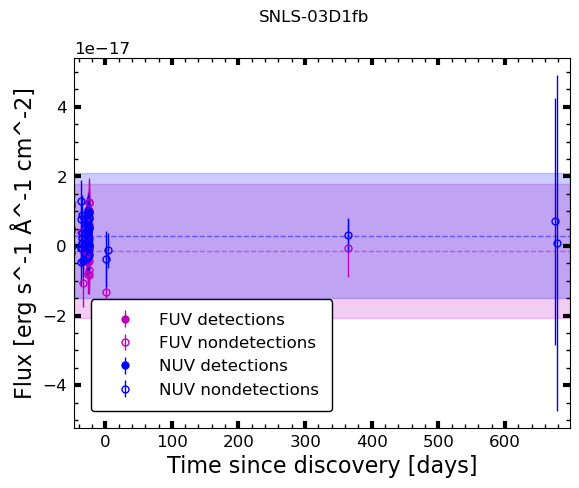 SNLS-03D1fb
1e−17
Flux [erg s^-1 Å^-1 cm^-2]
4
2
0
−2
−4
FUV detections
FUV nondetections
NUV detections
NUV nondetections
0 100 200 300 400 500 600
Time since discovery [days]